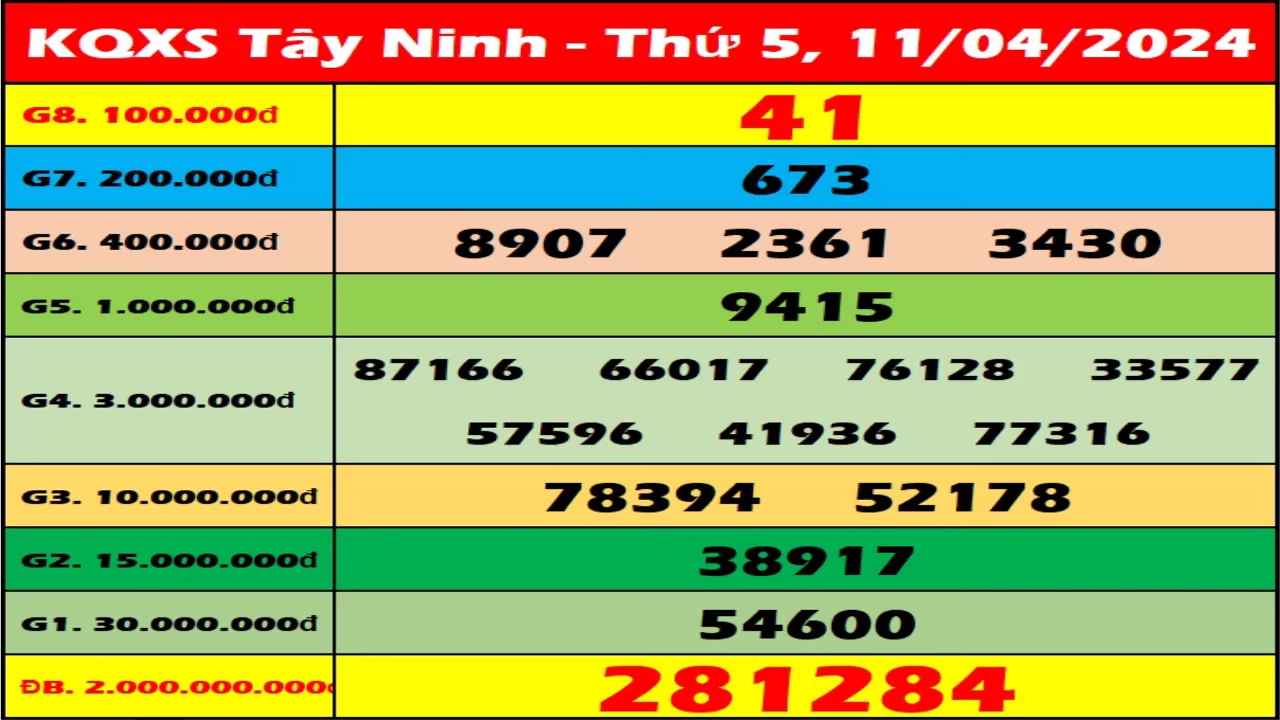 KQXS Tây Ninh - Thứ 5, 11/04/2024
G8. 100.000đ 41
G7. 200.000đ 673
G6. 400.000đ 8907 2361 3430
G5. 1.000.000đ 9415
G4. 3.000.000đ 87166 66017 76128 33577
57596 41936 77316
G3. 10.000.000đ 78394 52178
G2. 15.000.000đ 38917
G1. 30.000.000đ 54600
ĐB. 2.000.000.000đ 281284